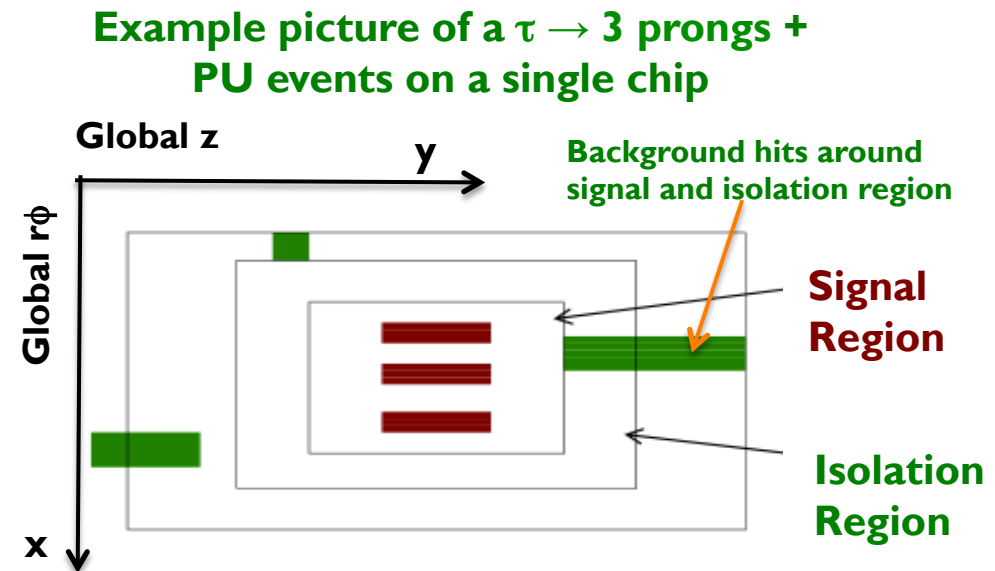 Example picture of a τ → 3 prongs +
PU events on a single chip
Global z
y
Background hits around
signal and isolation region
Global rϕ
Signal
Region
Isolation
Region
x